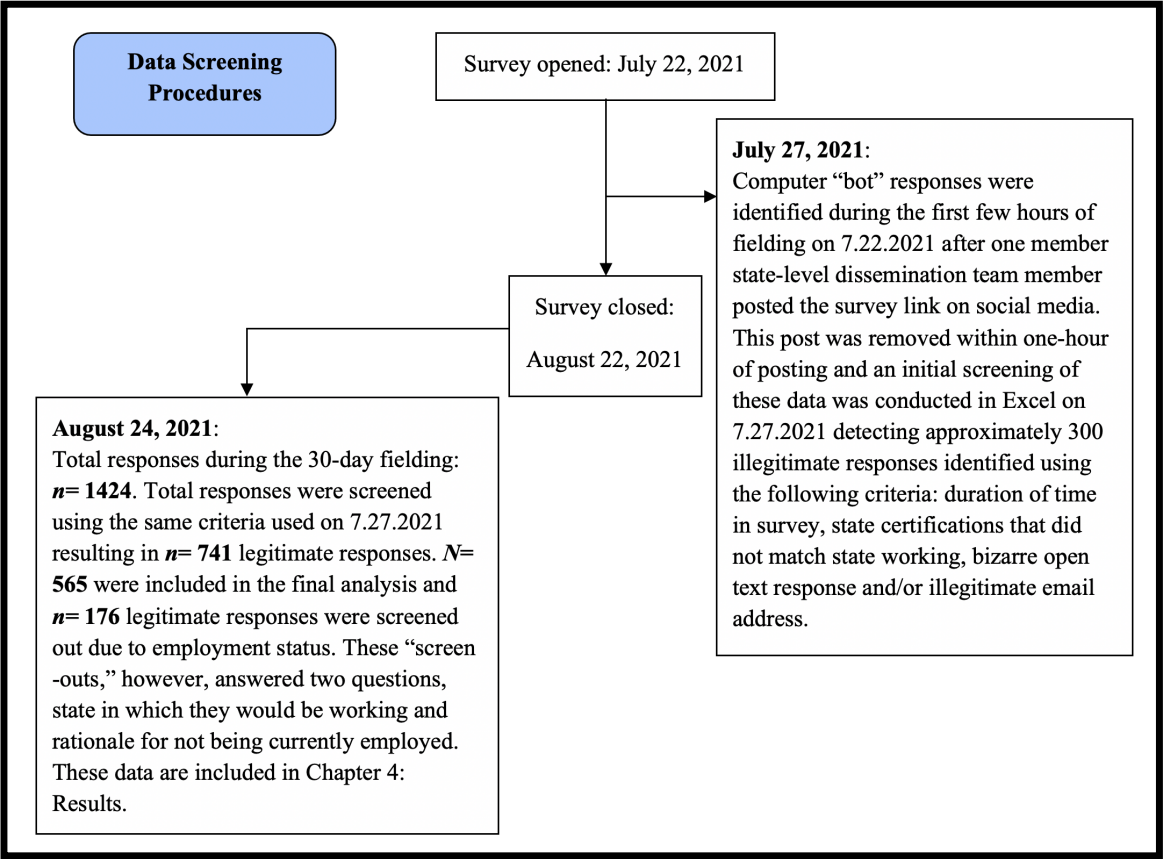 Data Screening
Procedures
Survey opened: July 22, 2021
July 27, 2021:
Computer “bot” responses were
identified during the first few hours of
fielding on 7.22.2021 after one member
state-level dissemination team member
posted the survey link on social media.
This post was removed within one-hour
of posting and an initial screening of
these data was conducted in Excel on
7.27.2021 detecting approximately 300
illegitimate responses identified using
the following criteria: duration of time
in survey, state certifications that did
not match state working, bizarre open
text response and/or illegitimate email
address.
Survey closed:
August 22, 2021
August 24, 2021:
Total responses during the 30-day fielding:
n= 1424. Total responses were screened
using the same criteria used on 7.27.2021
resulting in n= 741 legitimate responses. N=
565 were included in the final analysis and
n= 176 legitimate responses were screened
out due to employment status. These “screen
-outs,” however, answered two questions,
state in which they would be working and
rationale for not being currently employed.
These data are included in Chapter 4:
Results.